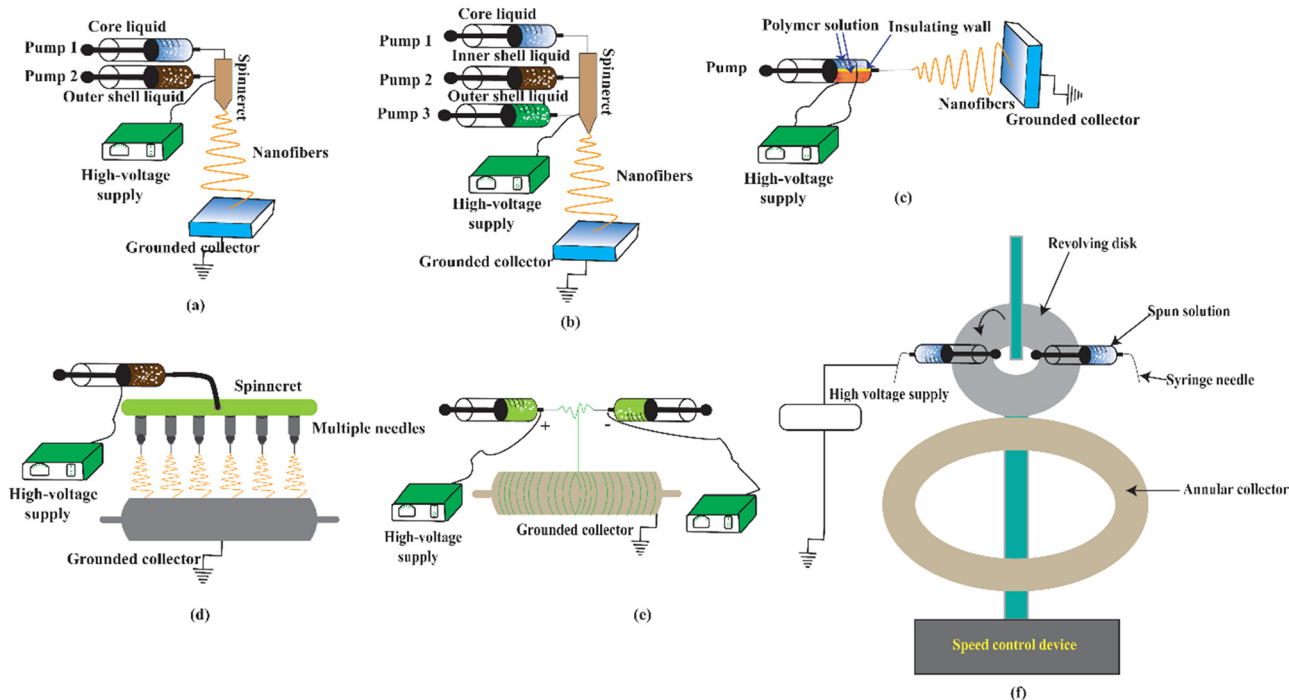 Core liquid
Pump 1
Pump 2
Outer shell liquid
Spinneret
High-voltage
supply
Nanofibers
Grounded collector
(a)
Core liquid
Pump 1
Inner shell liquid
Pump 2
Outer shell liquid
Pump 3
Spinneret
High-voltage
supply
Nanofibers
Grounded collector
(b)
Polymer solution
Insulating wall
Pump
Nanofibers
Grounded collector
High-voltage
supply
(c)
Spinneret
Multiple needles
High-voltage
supply
Grounded collector
(d)
+
-
High-voltage
supply
Grounded collector
(e)
Revolving disk
Spun solution
High voltage supply
Syringe needle
Annular collector
Speed control device
(f)